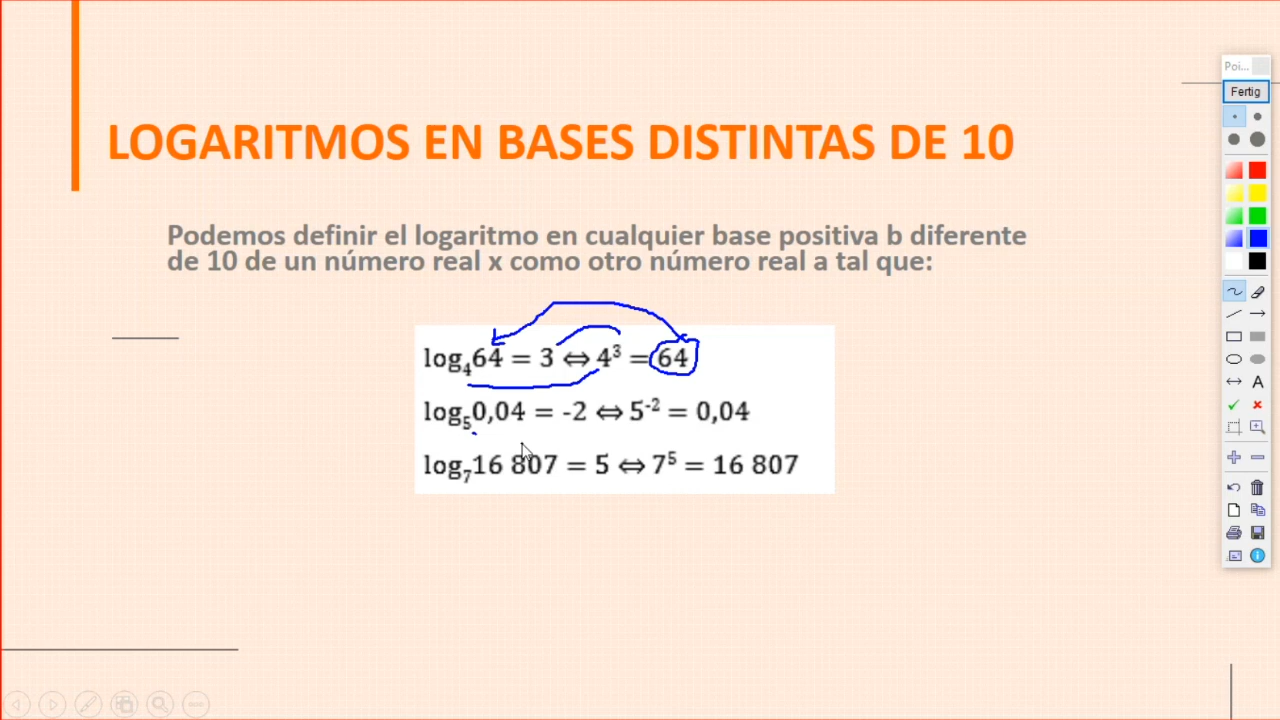 LOGARITMOS EN BASES DISTINTAS DE 10
Podemos definir el logaritmo en cualquier base positiva b diferente
de 10 de un número real x como otro número real a tal que:
log₄64 = 3 ⇔ 4³ = 64
log₅0,04 = -2 ⇔ 5⁻² = 0,04
log₇16 807 = 5 ⇔ 7⁵ = 16 807
Poi...
Fertig
A